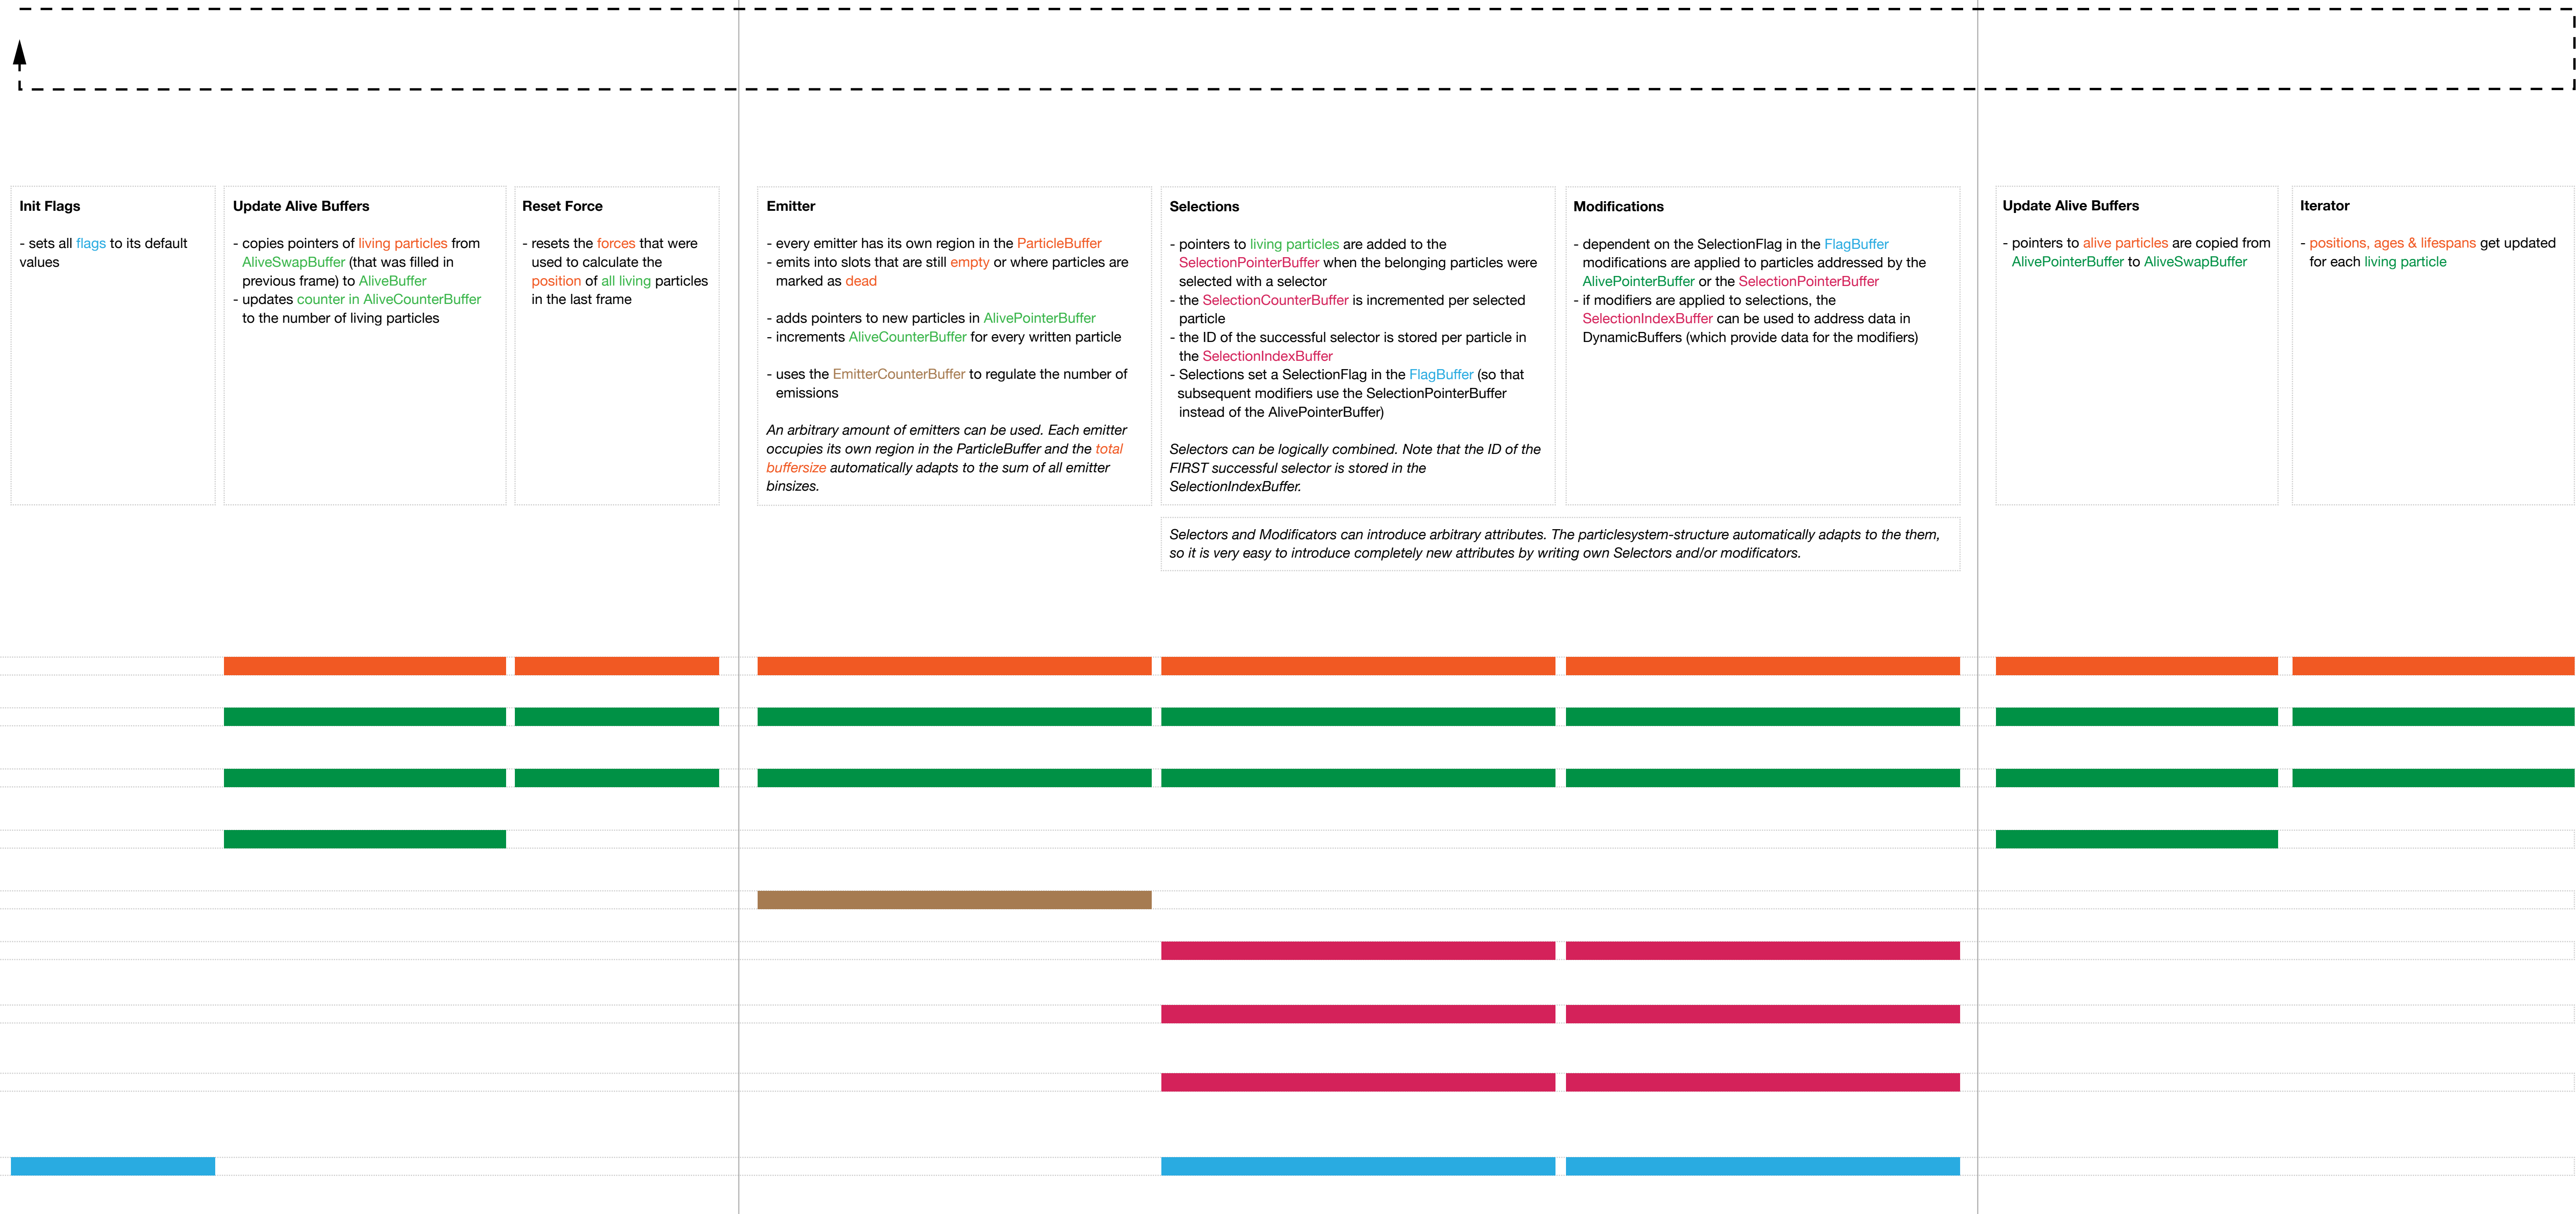 Init Flags
- sets all flags to its default
values
Update Alive Buffers
- copies pointers of living particles from
AliveSwapBuffer (that was filled in
previous frame) to AliveBuffer
- updates counter in AliveCounterBuffer
to the number of living particles
Reset Force
- resets the forces that were
used to calculate the
position of all living particles
in the last frame
Emitter
- every emitter has its own region in the ParticleBuffer
- emits into slots that are still empty or where particles are
marked as dead
- adds pointers to new particles in AlivePointerBuffer
- increments AliveCounterBuffer for every written particle
- uses the EmitterCounterBuffer to regulate the number of
emissions
An arbitrary amount of emitters can be used. Each emitter
occupies its own region in the ParticleBuffer and the total
buffersize automatically adapts to the sum of all emitter
binsizes.
Selections
- pointers to living particles are added to the
SelectionPointerBuffer when the belonging particles were
selected with a selector
- the SelectionCounterBuffer is incremented per selected
particle
- the ID of the successful selector is stored per particle in
the SelectionIndexBuffer
- Selections set a SelectionFlag in the FlagBuffer (so that
subsequent modifiers use the SelectionPointerBuffer
instead of the AlivePointerBuffer)
Selectors can be logically combined. Note that the ID of the
FIRST successful selector is stored in the
SelectionIndexBuffer.
Modifications
- dependent on the SelectionFlag in the FlagBuffer
modifications are applied to particles addressed by the
AlivePointerBuffer or the SelectionPointerBuffer
- if modifiers are applied to selections, the
SelectionIndexBuffer can be used to address data in
DynamicBuffers (which provide data for the modifiers)
Selectors and Modificators can introduce arbitrary attributes. The particlesystem-structure automatically adapts to the them,
so it is very easy to introduce completely new attributes by writing own Selectors and/or modificators.
Update Alive Buffers
- pointers to alive particles are copied from
AlivePointerBuffer to AliveSwapBuffer
Iterator
- positions, ages & lifespans get updated
for each living particle